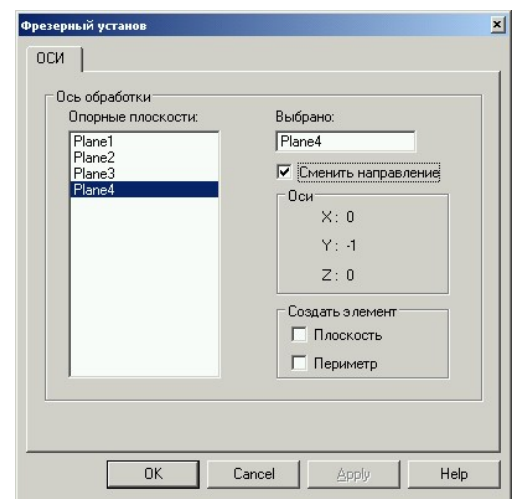 Фрезерный установ
ОСИ
Ось обработки
Опорные плоскости:
Plane1
Plane2
Plane3
Plane4
Выбрано:
Plane4
Сменить направление
Оси
X: 0
Y: -1
Z: 0
Создать элемент
Плоскость
Периметр
OK
Cancel
Apply
Help